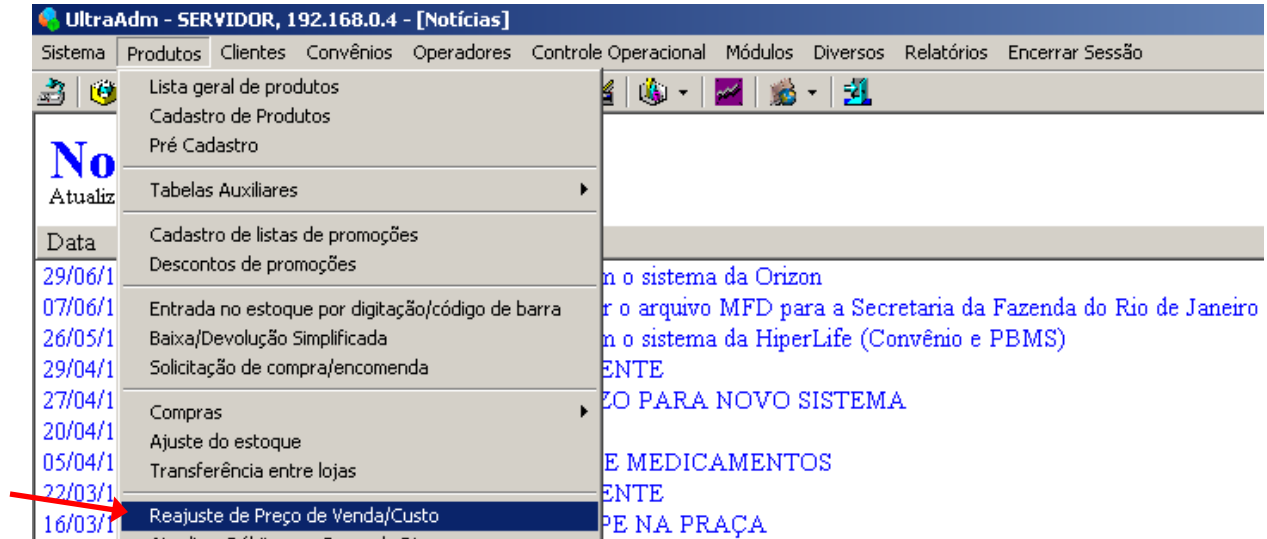 UltraAdm - SERVIDOR, 192.168.0.4 - [Notícias]
Sistema Produtos Clientes Convênios Operadores Controle Operacional Módulos Diversos Relatórios Encerrar Sessão
Lista geral de produtos
Cadastro de Produtos
Pré Cadastro
Tabelas Auxiliares
Cadastro de listas de promoções
Descontos de promoções
Entrada no estoque por digitação/código de barra
Baixa/Devolução Simplificada
Solicitação de compra/encomenda
Compras
Ajuste do estoque
Transferência entre lojas
Reajuste de Preço de Venda/Custo
No
Atualiz
Data
29/06/1 m o sistema da Orizon
07/06/1 r o arquivo MFD para a Secretaria da Fazenda do Rio de Janeiro
26/05/1 m o sistema da HiperLife (Convênio e PBMS)
29/04/1 ENTE
27/04/1 ZO PARA NOVO SISTEMA
20/04/1
05/04/1 E MEDICAMENTOS
22/03/1 ENTE
16/03/1 PE NA PRAÇA